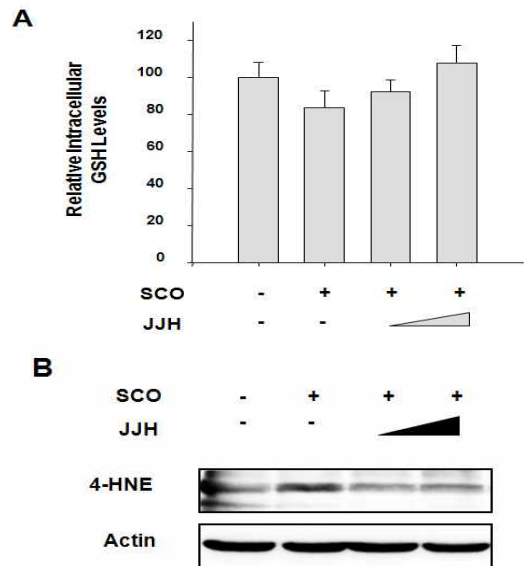 A
Relative Intracellular
GSH Levels
120
100
80
60
40
20
0
SCO - + + +
JJH - -
B
SCO - + + +
JJH - -
4-HNE
Actin